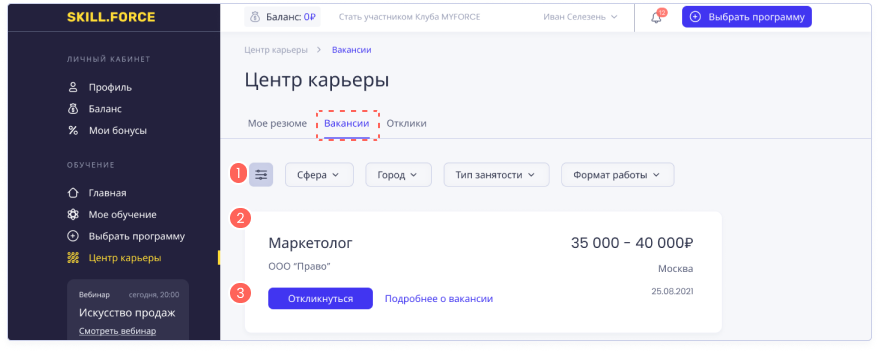 SKILL.FORCE
Баланс: 0₽
Стать участником Клуба MYFORCE
Иван Селезень
12
Выбрать программу
ЛИЧНЫЙ КАБИНЕТ
Профиль
Баланс
Мои бонусы
ОБУЧЕНИЕ
Главная
Мое обучение
Выбрать программу
Центр карьеры
Вебинар сегодня, 20:00
Искусство продаж
Смотреть вебинар
Центр карьеры > Вакансии
Центр карьеры
Мое резюме Вакансии Отклики
1
Сфера Город Тип занятости Формат работы
2
Маркетолог 35 000 - 40 000₽
ООО "Право" Москва
3
Откликнуться Подробнее о вакансии 25.08.2021